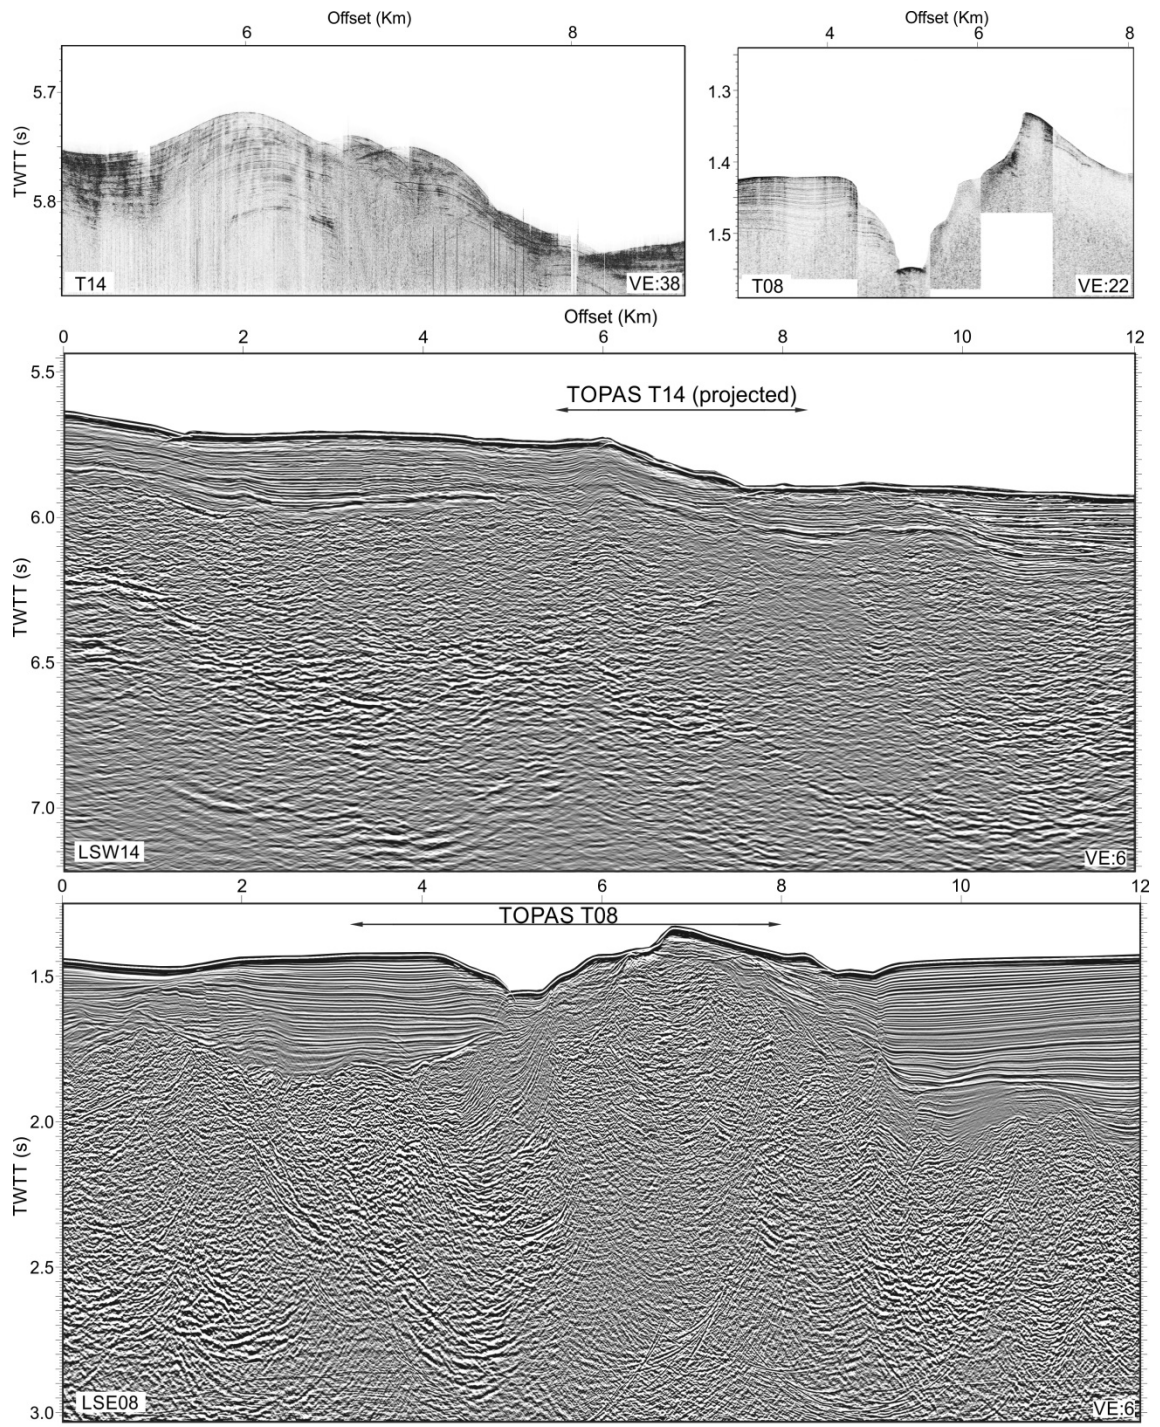 Offset (Km)
6 8
5.7
5.8
TWTT (s)
T14 VE:38
Offset (Km)
4 6 8
1.3
1.4
1.5
T08 VE:22
Offset (Km)
0 2 4 6 8 10 12
5.5
6.0
6.5
7.0
TWTT (s)
TOPAS T14 (projected)
LSW14 VE:6
0 2 4 6 8 10 12
TOPAS T08
1.5
2.0
2.5
3.0
TWTT (s)
LSE08 VE:6